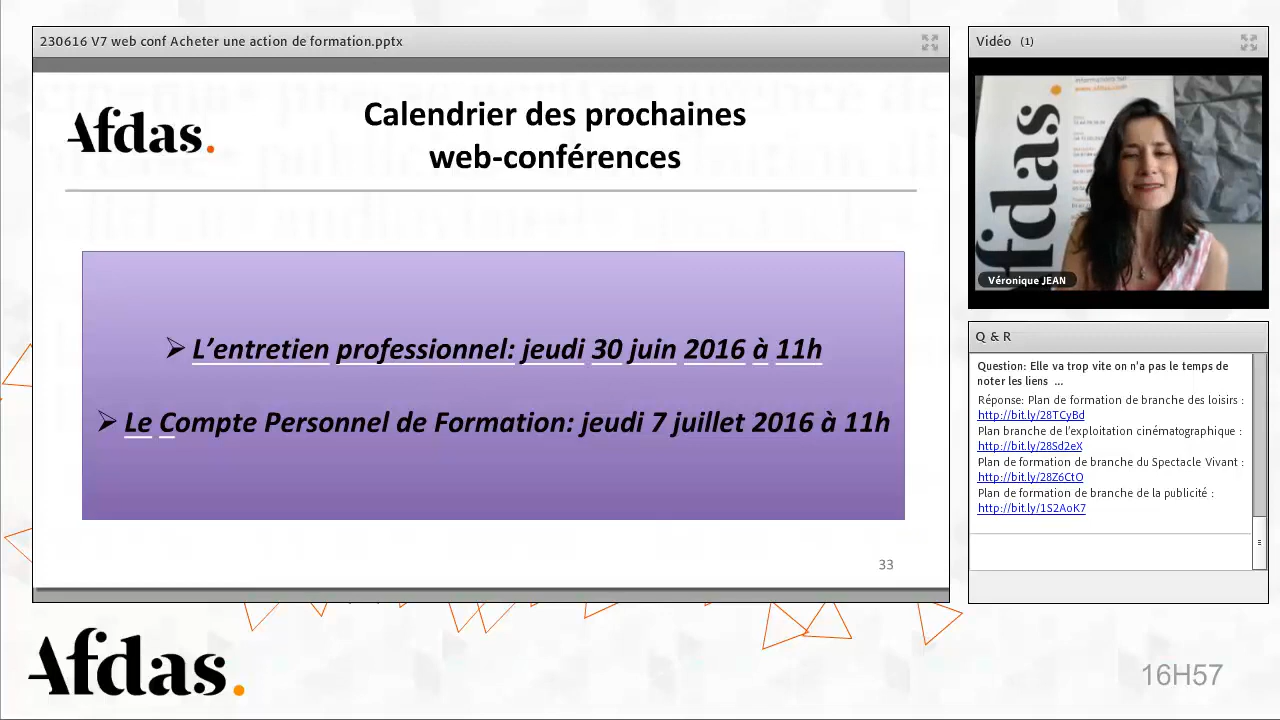 230616 V7 web conf Acheter une action de formation.pptx
Afdas.
Calendrier des prochaines
web-conférences
➢ L’entretien professionnel: jeudi 30 juin 2016 à 11h
➢ Le Compte Personnel de Formation: jeudi 7 juillet 2016 à 11h
33
Vidéo (1)
www.afdas.com
fdas.
Véronique JEAN
Q & R
Question: Elle va trop vite on n'a pas le temps de
noter les liens ...
Réponse: Plan de formation de branche des loisirs :
http://bit.ly/28TCyBd
Plan branche de l’exploitation cinématographique :
http://bit.ly/28Sd2eX
Plan de formation de branche du Spectacle Vivant :
http://bit.ly/28Z6CtO
Plan de formation de branche de la publicité :
http://bit.ly/1S2AoK7
Afdas.
16H57